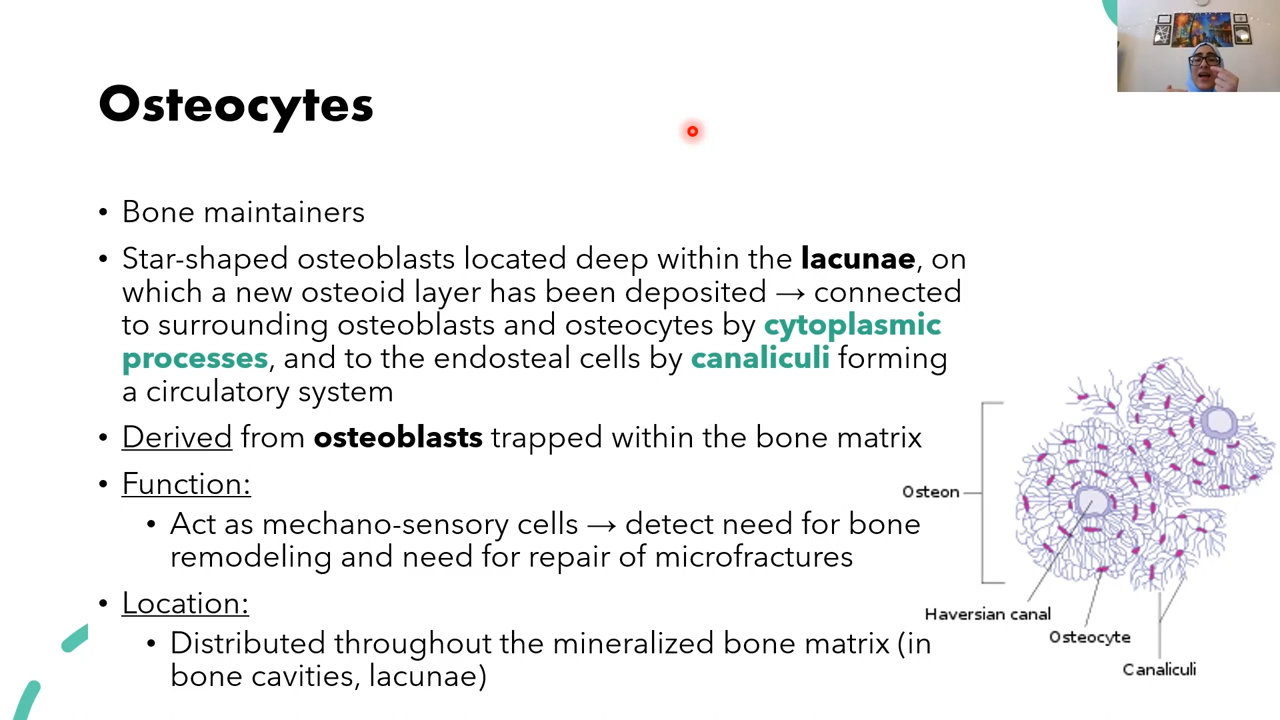 Osteocytes
• Bone maintainers
• Star-shaped osteoblasts located deep within the lacunae, on
which a new osteoid layer has been deposited → connected
to surrounding osteoblasts and osteocytes by cytoplasmic
processes, and to the endosteal cells by canaliculi forming
a circulatory system
• Derived from osteoblasts trapped within the bone matrix
• Function:
• Act as mechano-sensory cells → detect need for bone
remodeling and need for repair of microfractures
• Location:
• Distributed throughout the mineralized bone matrix (in
bone cavities, lacunae)
Osteon
Haversian canal
Osteocyte
Canaliculi